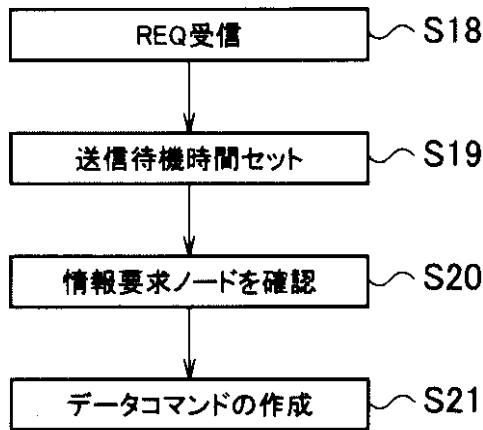 REQ受信 S18
送信待機時間セット S19
情報要求ノードを確認 S20
データコマンドの作成 S21